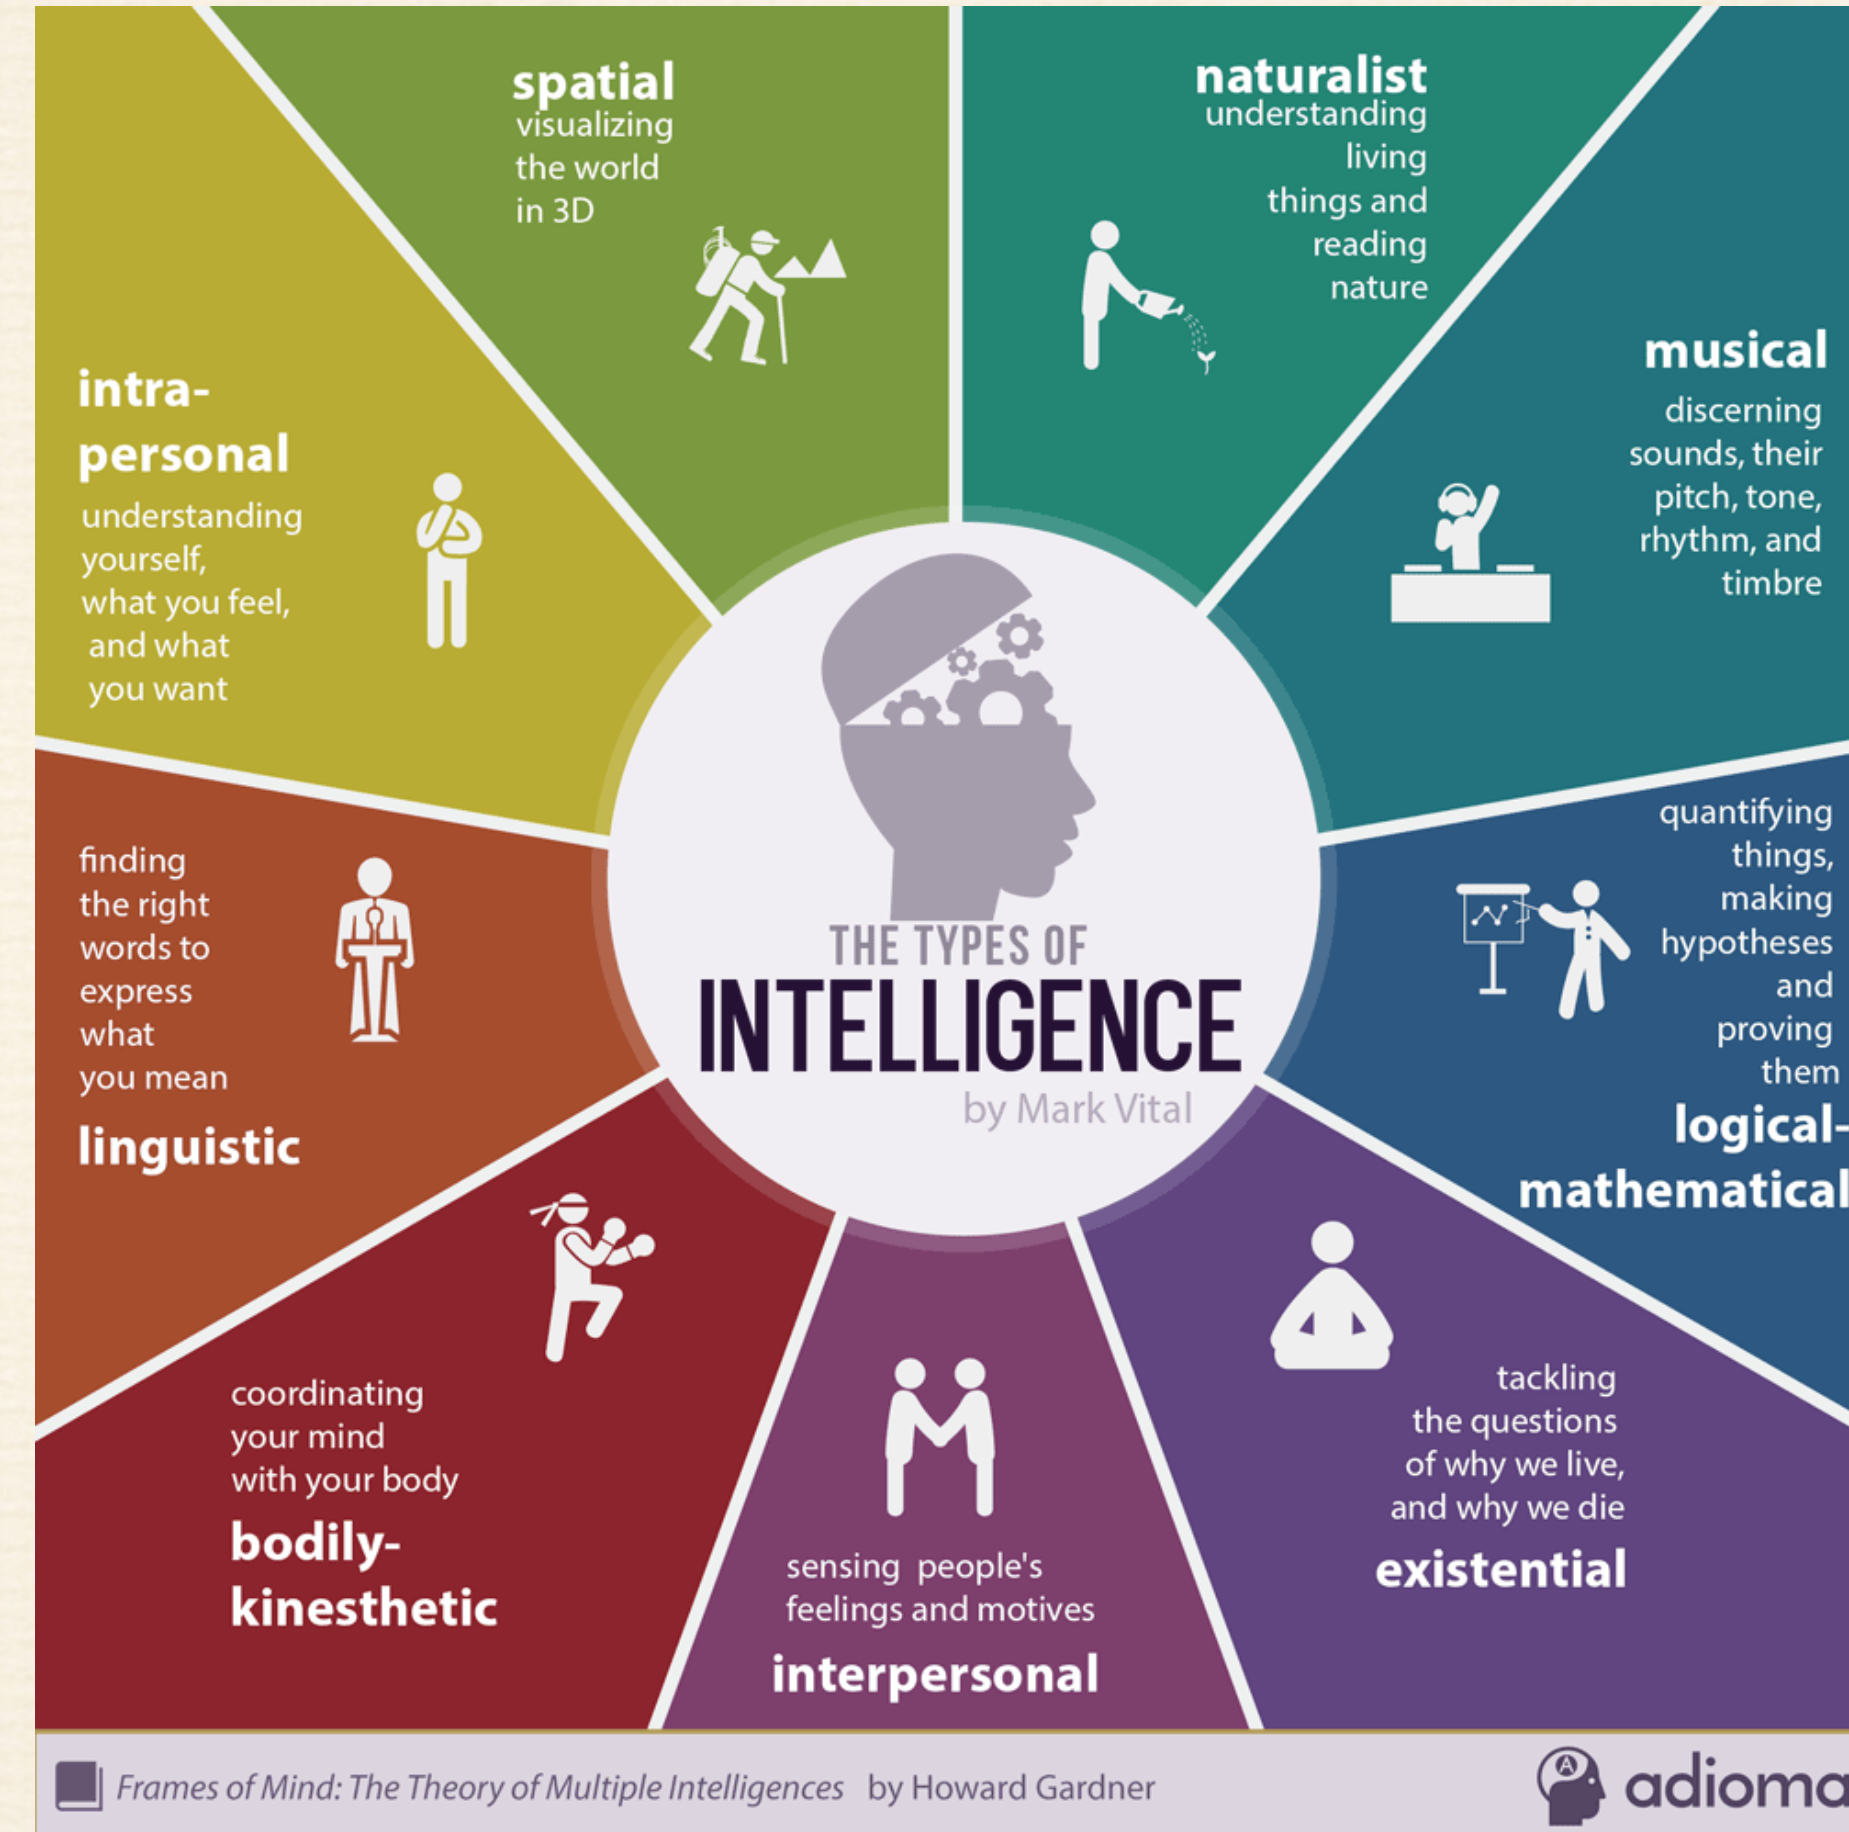 spatial
visualizing
the world
in 3D
naturalist
understanding
living
things and
reading
nature
musical
discerning
sounds, their
pitch, tone,
rhythm, and
timbre
intra-
personal
understanding
yourself,
what you feel,
and what
you want
finding
the right
words to
express
what
you mean
linguistic
THE TYPES OF
INTELLIGENCE
by Mark Vital
quantifying
things,
making
hypotheses
and
proving
them
logical-
mathematical
coordinating
your mind
with your body
bodily-
kinesthetic
sensing people's
feelings and motives
interpersonal
tackling
the questions
of why we live,
and why we die
existential
Frames of Mind: The Theory of Multiple Intelligences by Howard Gardner
A
adioma